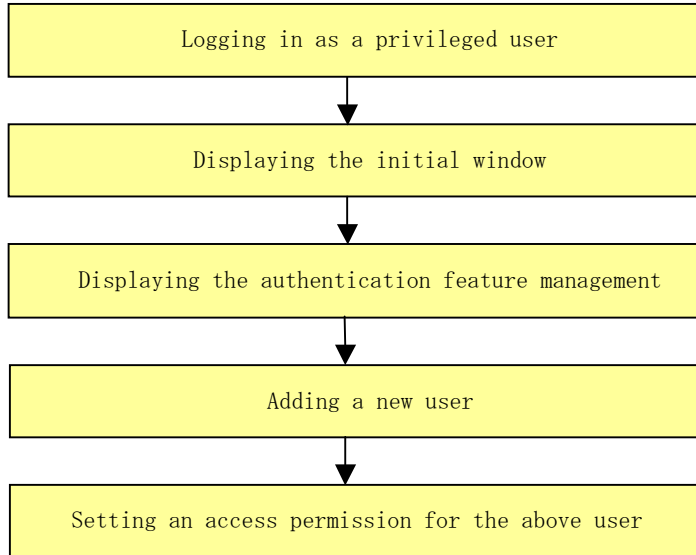 Logging in as a privileged user
Displaying the initial window
Displaying the authentication feature management
Adding a new user
Setting an access permission for the above user